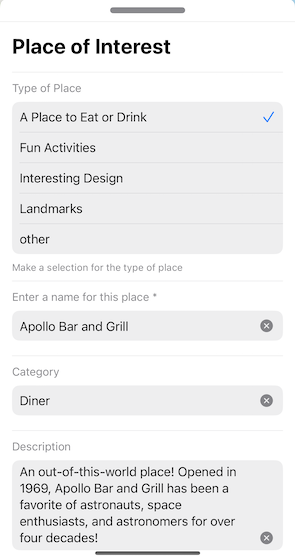 Place of Interest
Type of Place
A Place to Eat or Drink
Fun Activities
Interesting Design
Landmarks
other
Make a selection for the type of place
Enter a name for this place *
Apollo Bar and Grill
Category
Diner
Description
An out-of-this-world place! Opened in
1969, Apollo Bar and Grill has been a
favorite of astronauts, space
enthusiasts, and astronomers for over
four decades!